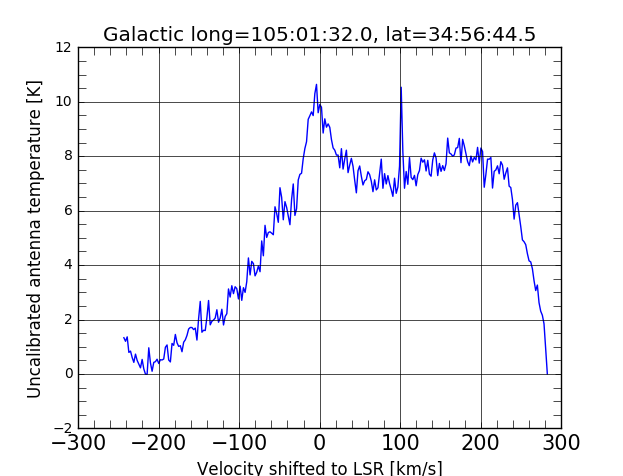 Galactic long=105:01:32.0, lat=34:56:44.5
Uncalibrated antenna temperature [K]
12
10
8
6
4
2
0
−2
−300 −200 −100 0 100 200 300
Velocity shifted to LSR [km/s]